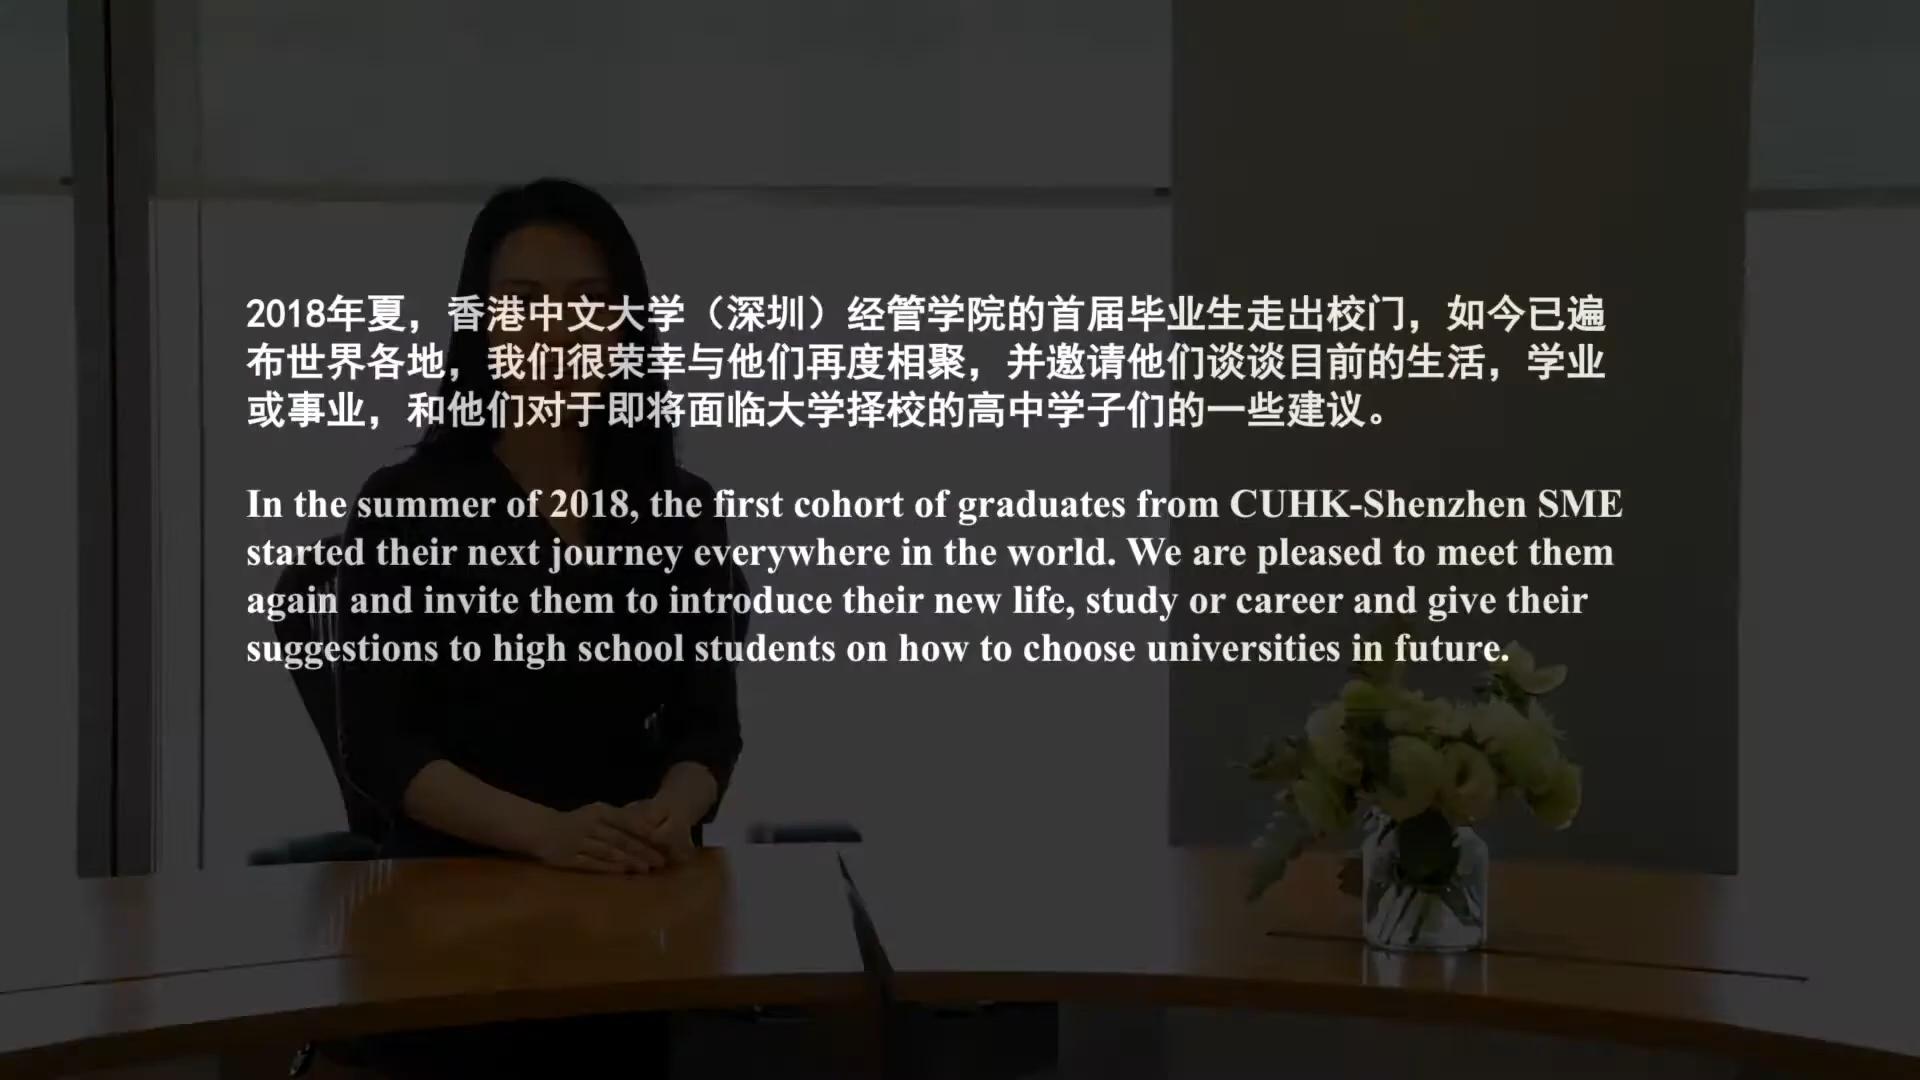 2018年夏，香港中文大学（深圳）经管学院的首届毕业生走出校门，如今已遍
布世界各地，我们很荣幸与他们再度相聚，并邀请他们谈谈目前的生活，学业
或事业，和他们对于即将面临大学择校的高中学子们的一些建议。
In the summer of 2018, the first cohort of graduates from CUHK-Shenzhen SME
started their next journey everywhere in the world. We are pleased to meet them
again and invite them to introduce their new life, study or career and give their
suggestions to high school students on how to choose universities in future.